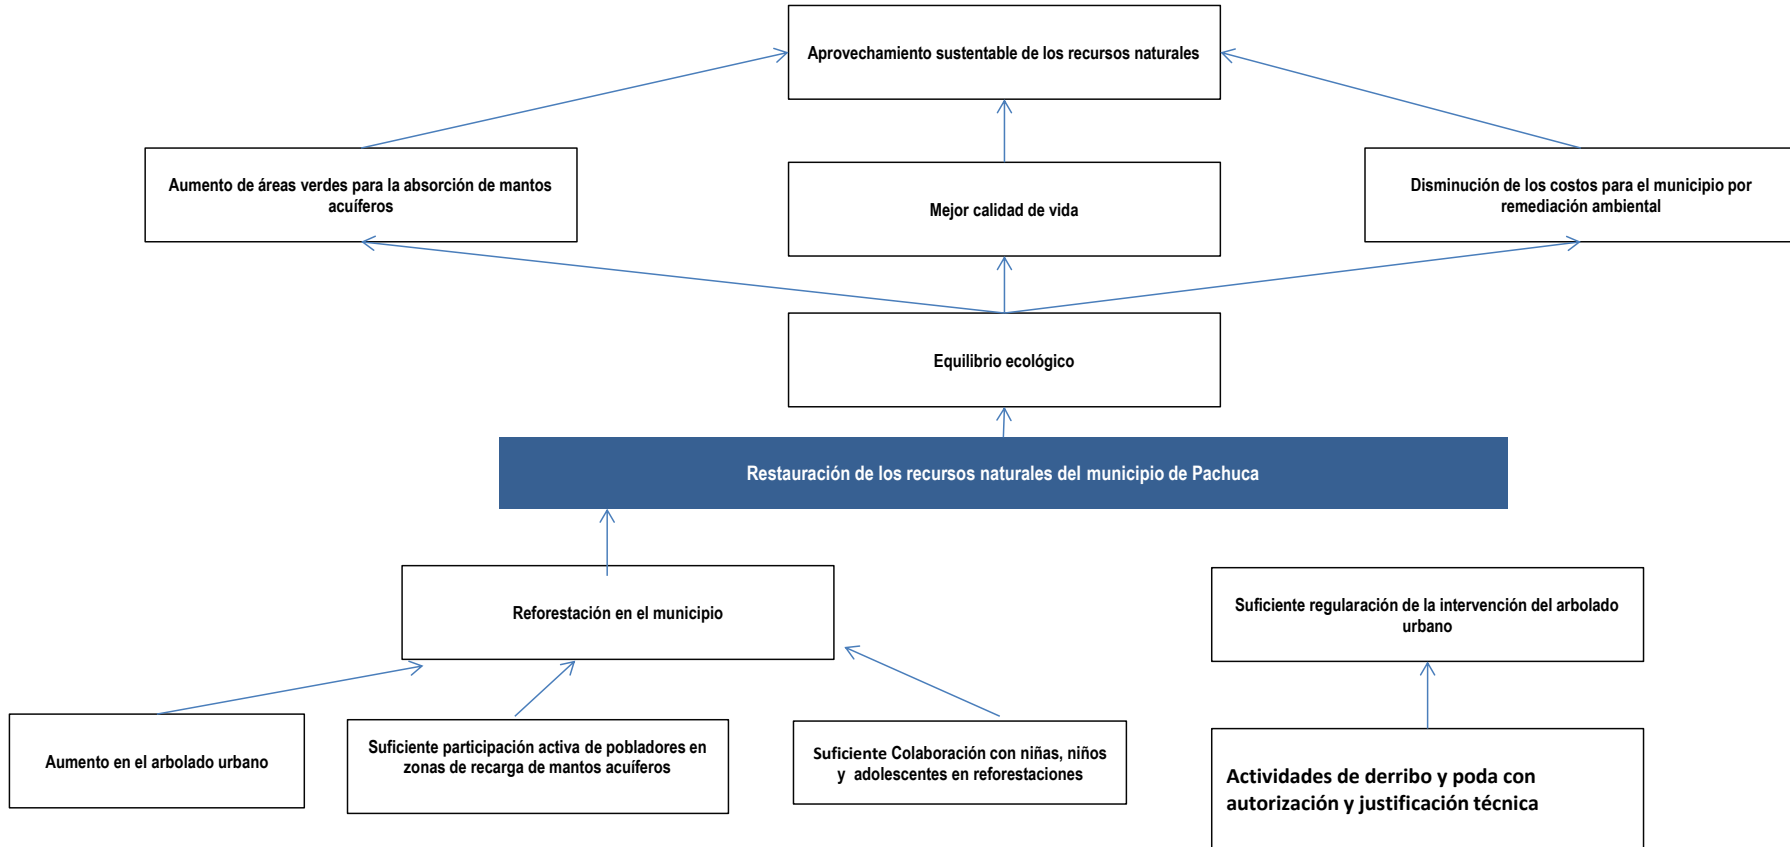 Aprovechamiento sustentable de los recursos naturales
Aumento de áreas verdes para la absorción de mantos
acuíferos
Mejor calidad de vida
Disminución de los costos para el municipio por
remediación ambiental
Equilibrio ecológico
Restauración de los recursos naturales del municipio de Pachuca
Reforestación en el municipio
Suficiente regularación de la intervención del arbolado
urbano
Aumento en el arbolado urbano
Suficiente participación activa de pobladores en
zonas de recarga de mantos acuíferos
Suficiente Colaboración con niñas, niños
y adolescentes en reforestaciones
Actividades de derribo y poda con
autorización y justificación técnica